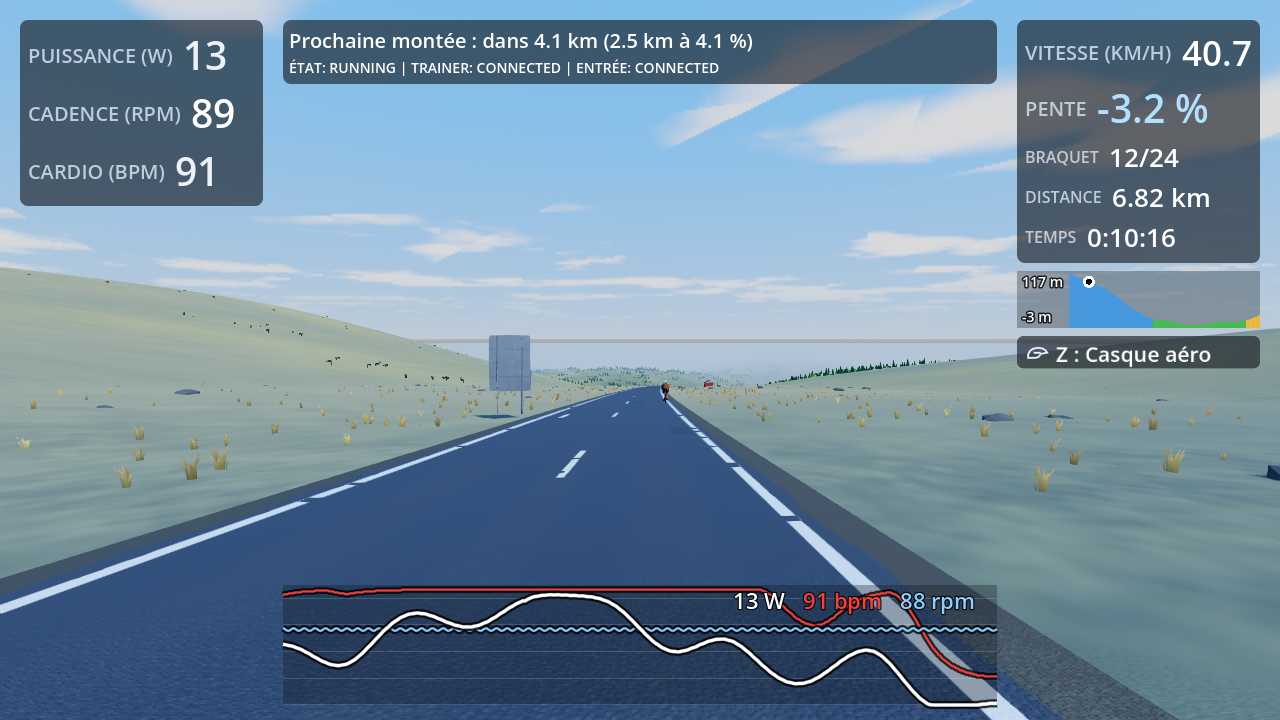 PUISSANCE (W) 13
CADENCE (RPM) 89
CARDIO (BPM) 91
Prochaine montée : dans 4.1 km (2.5 km à 4.1 %)
ÉTAT: RUNNING | TRAINER: CONNECTED | ENTRÉE: CONNECTED
VITESSE (KM/H) 40.7
PENTE -3.2 %
BRAQUET 12/24
DISTANCE 6.82 km
TEMPS 0:10:16
117 m
-3 m
Z : Casque aéro
13 W 91 bpm 88 rpm